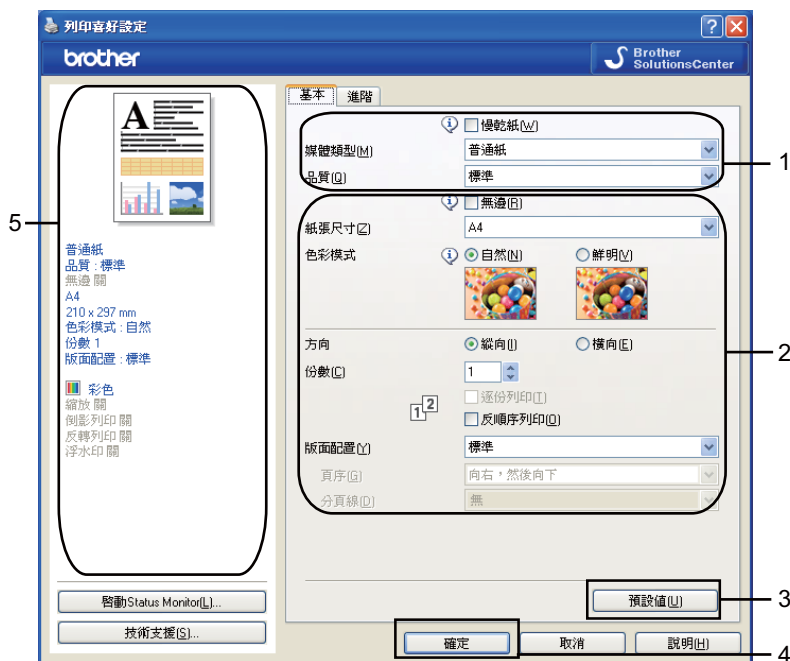 列印喜好設定
brother
Brother
SolutionsCenter
基本 進階
慢乾紙(W)
媒體類型(M) 普通紙
品質(Q) 標準
1
無邊(R)
紙張尺寸(Z) A4
色彩模式 自然(N) 鮮明(V)
方向 縱向(I) 橫向(E)
2
份數(C) 1
逐份列印(T)
1 2
反順序列印(O)
版面配置(Y) 標準
頁序(G) 向右，然後向下
分頁線(D) 無
預設值(U)
3
確定 取消 說明(H)
4
5
A
普通紙
品質 : 標準
無邊 關
A4
210 x 297 mm
色彩模式 : 自然
份數 1
版面配置 : 標準
彩色
縮放 關
倒影列印 關
反轉列印 關
浮水印 關
啓動Status Monitor(L)...
技術支援(S)...